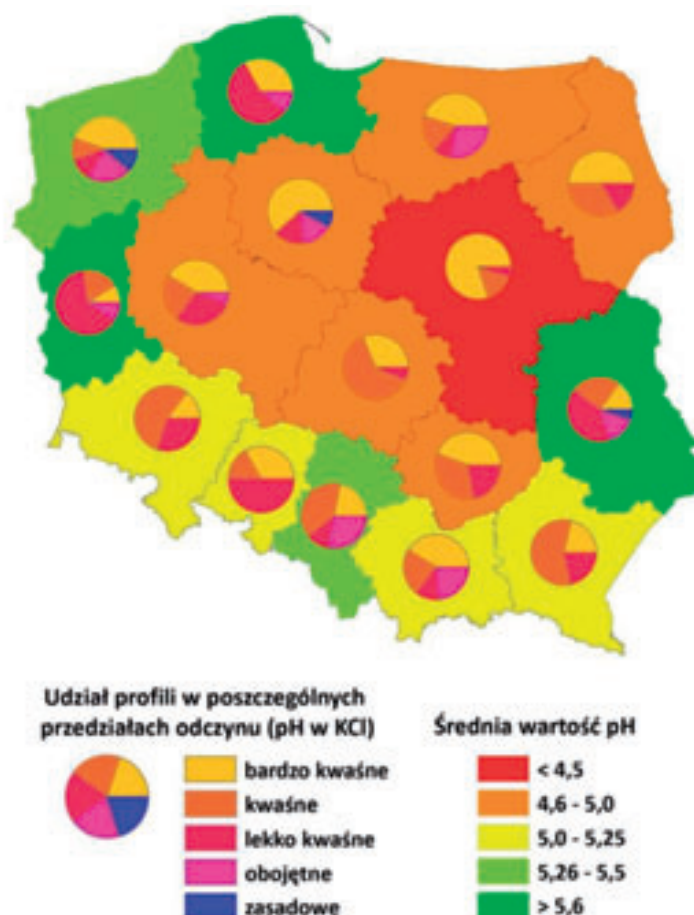 Udział profili w poszczególnych
przedziałach odczynu (pH w KCl)
bardzo kwaśne
kwaśne
lekko kwaśne
obojętne
zasadowe
Średnia wartość pH
< 4,5
4,6 - 5,0
5,0 - 5,25
5,26 - 5,5
> 5,6